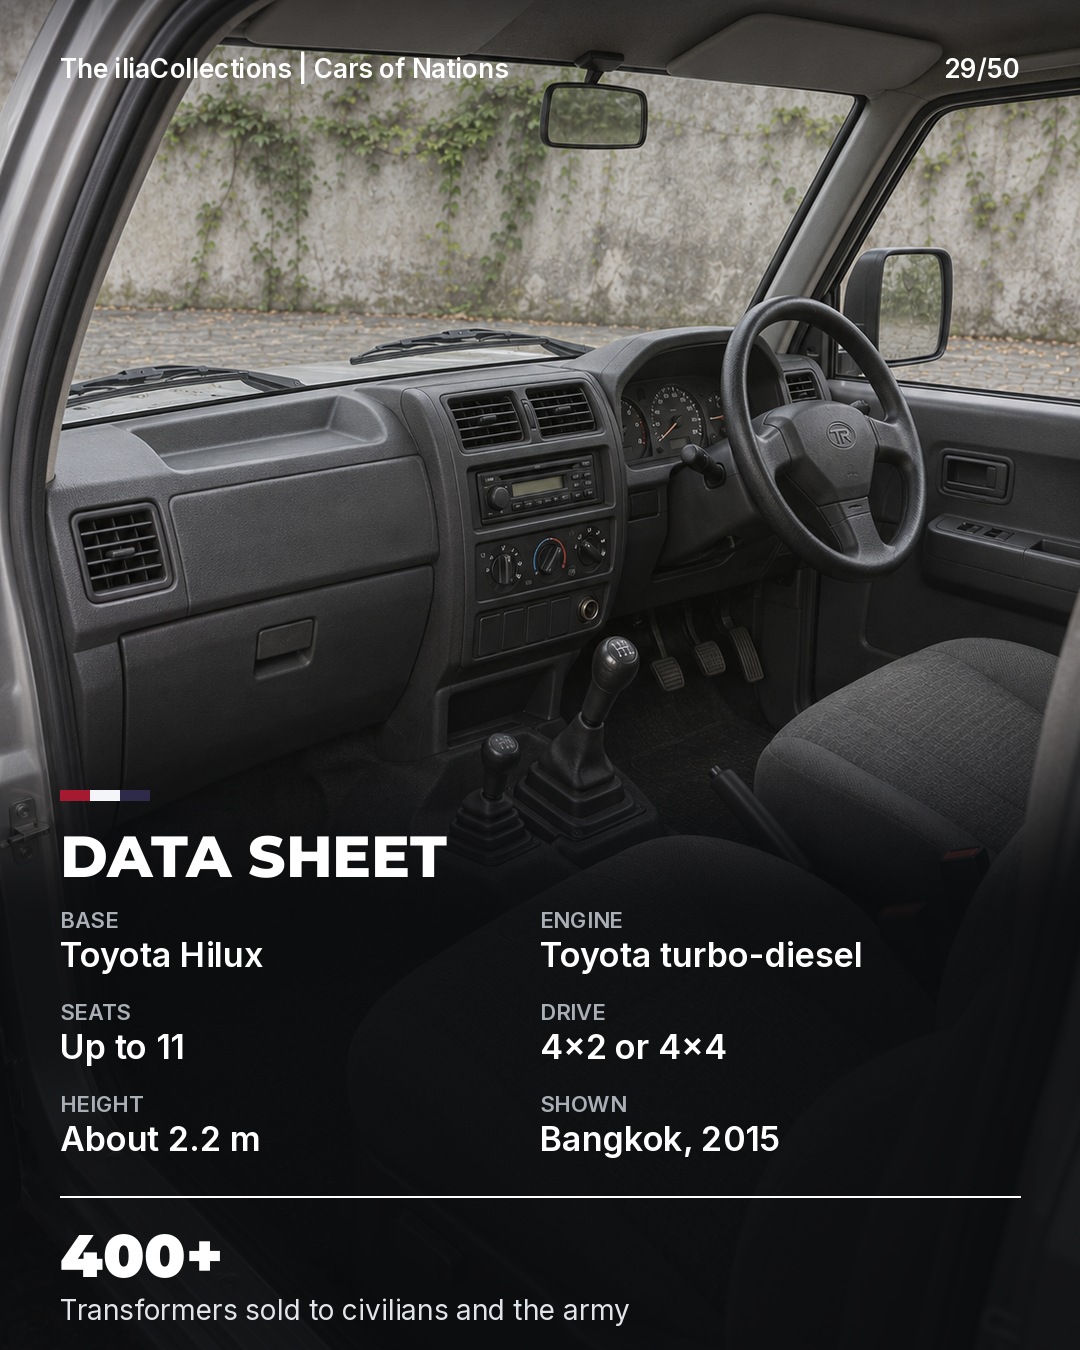 The iliaCollections | Cars of Nations
29/50
TR
DATA SHEET
BASE
Toyota Hilux
ENGINE
Toyota turbo-diesel
SEATS
Up to 11
DRIVE
4×2 or 4×4
HEIGHT
About 2.2 m
SHOWN
Bangkok, 2015
400+
Transformers sold to civilians and the army